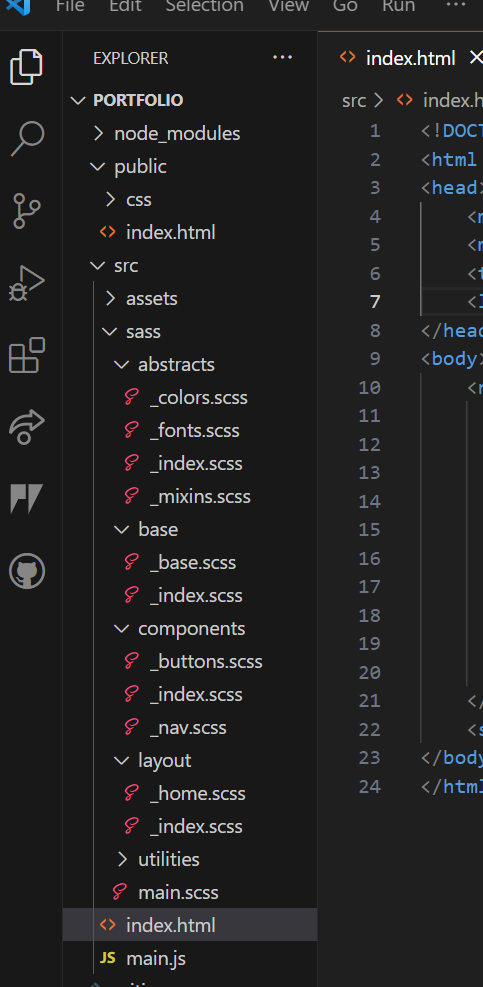 File Edit Selection View Go Run ...
EXPLORER ...
PORTFOLIO
node_modules
public
css
index.html
src
assets
sass
abstracts
_colors.scss
_fonts.scss
_index.scss
_mixins.scss
base
_base.scss
_index.scss
components
_buttons.scss
_index.scss
_nav.scss
layout
_home.scss
_index.scss
utilities
main.scss
index.html
JS main.js
index.html
src > index.h
1 <!DOCT
2 <html
3 <head>
4 <m
5 <m
6 <t
7 <l
8 </head
9 <body>
10 <n
11
12
13
14
15
16
17
18
19
20
21 </
22 <s
23 </body
24 </html